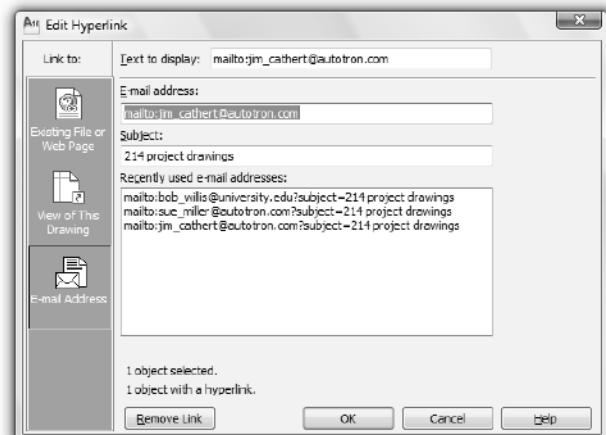 Edit Hyperlink
Link to:
Text to display: mailto:jim_cathert@autotron.com
E-mail address:
mailto:jim_cathert@autotron.com
Existing File or
Web Page
Subject:
214 project drawings
Recently used e-mail addresses:
mailto:bob_willis@university.edu?subject=214 project drawings
mailto:sue_miller@autotron.com?subject=214 project drawings
mailto:jim_cathert@autotron.com?subject=214 project drawings
View of This
Drawing
E-mail Address
1 object selected.
1 object with a hyperlink.
Remove Link OK Cancel Help